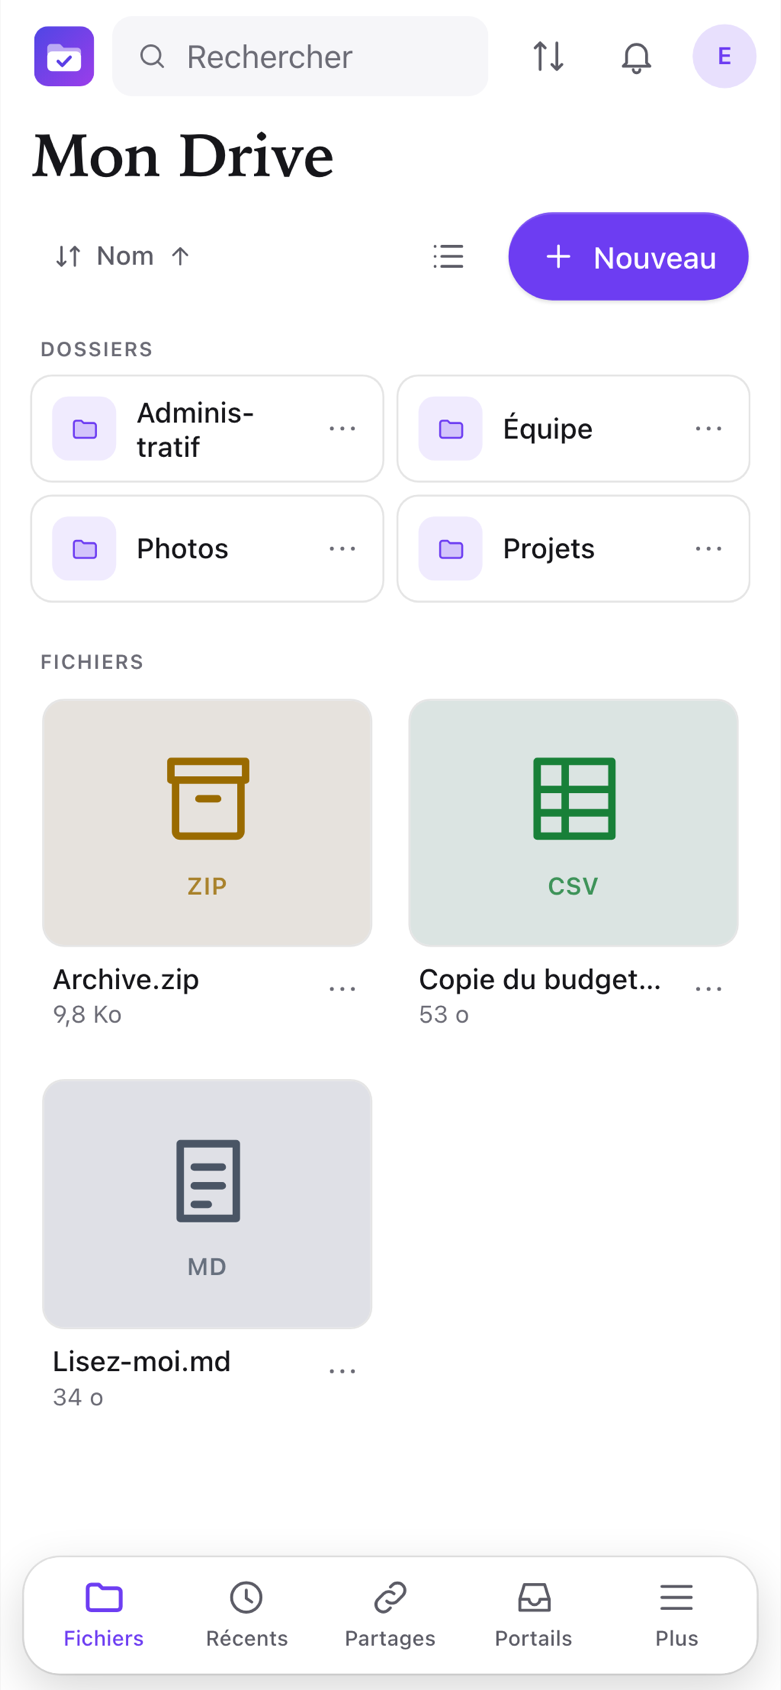 Rechercher
E
Mon Drive
Nom
Nouveau
DOSSIERS
Adminis-
tratif
Équipe
Photos
Projets
FICHIERS
ZIP
CSV
Archive.zip
9,8 Ko
Copie du budget...
53 o
MD
Lisez-moi.md
34 o
Fichiers
Récents
Partages
Portails
Plus